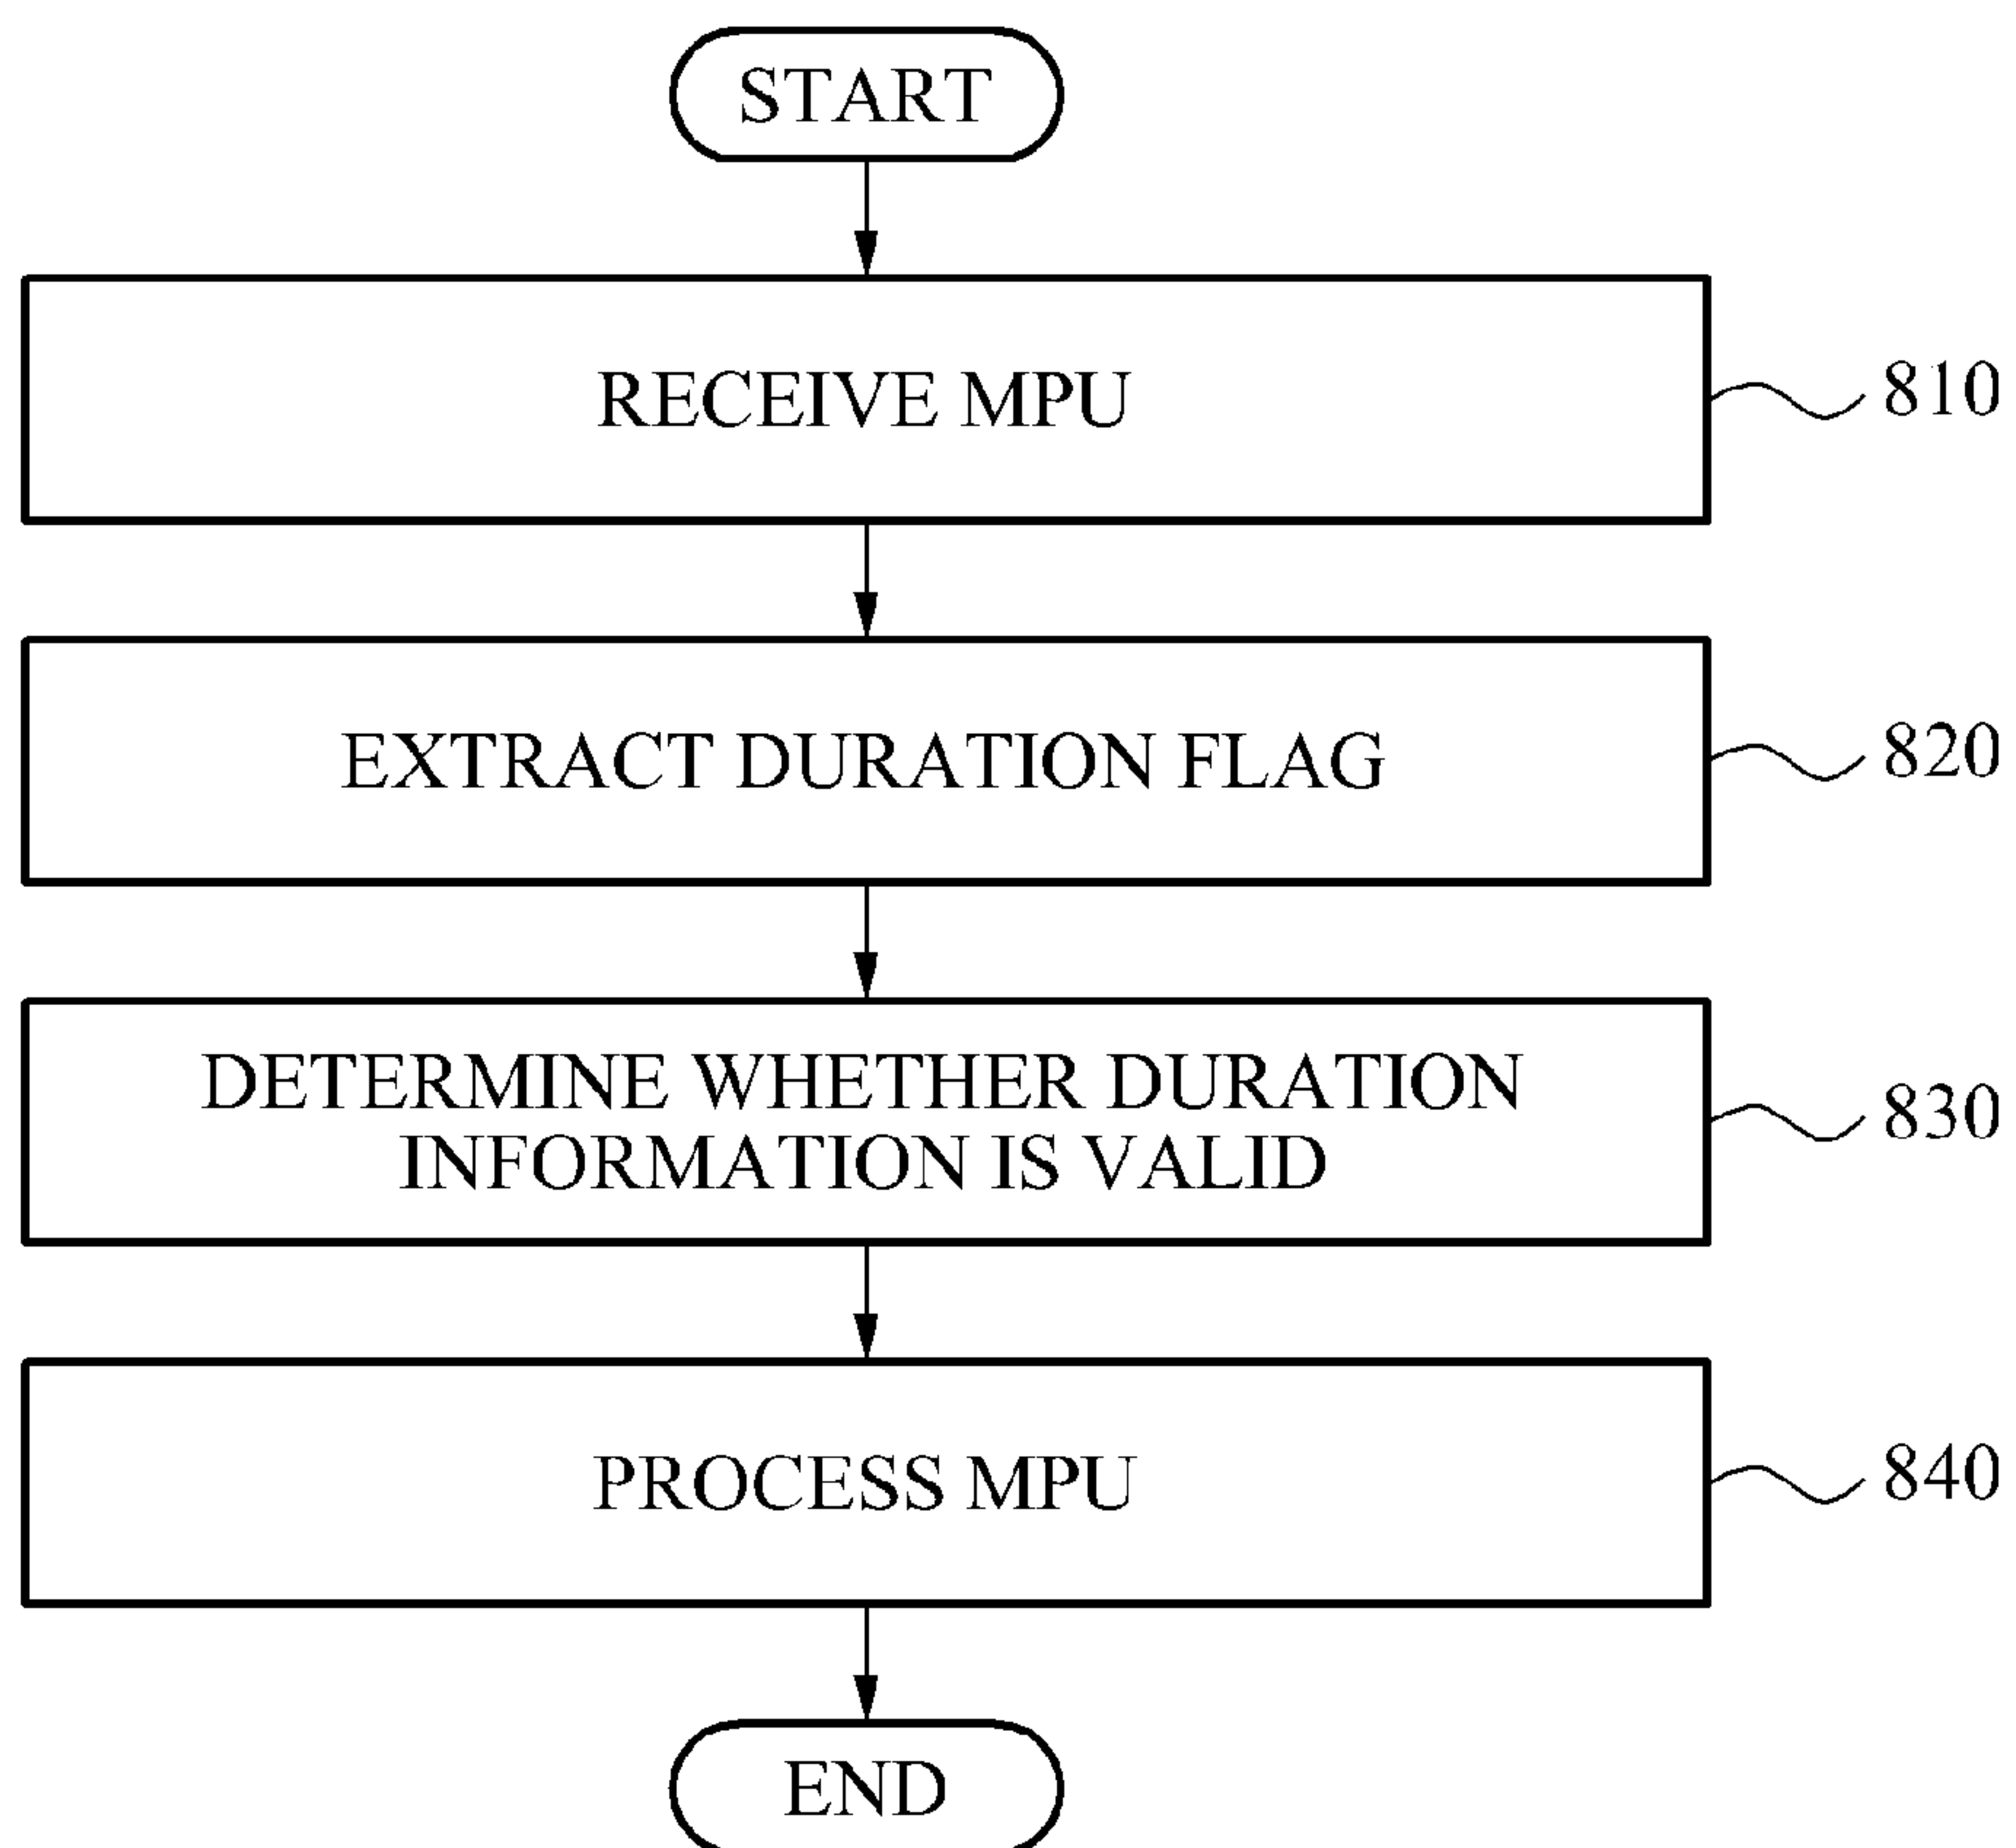 START
RECEIVE MPU
810
EXTRACT DURATION FLAG
820
DETERMINE WHETHER DURATION
INFORMATION IS VALID
830
PROCESS MPU
840
END